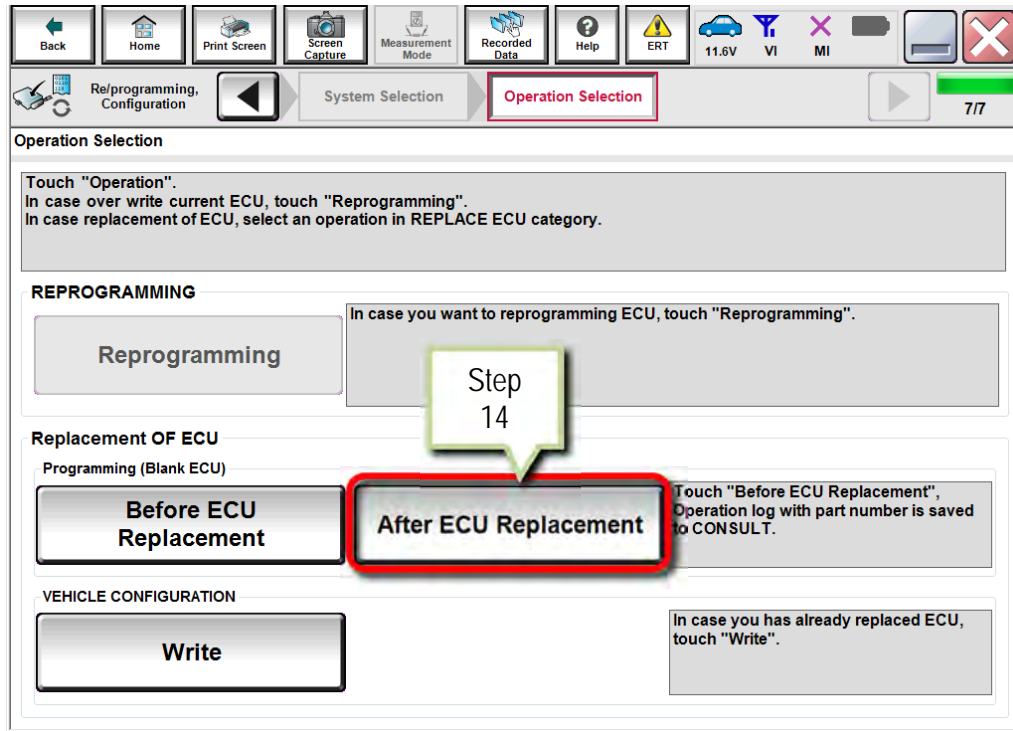 Back
Home
Print Screen
Screen
Capture
Measurement
Mode
Recorded
Data
Help
ERT
11.6V
VI
MI
Re/programming,
Configuration
System Selection
Operation Selection
7/7
Operation Selection
Touch "Operation".
In case over write current ECU, touch "Reprogramming".
In case replacement of ECU, select an operation in REPLACE ECU category.
REPROGRAMMING
Reprogramming
In case you want to reprogramming ECU, touch "Reprogramming".
Step
14
Replacement OF ECU
Programming (Blank ECU)
Before ECU
Replacement
After ECU Replacement
Touch "Before ECU Replacement",
Operation log with part number is saved
to CONSULT.
VEHICLE CONFIGURATION
Write
In case you has already replaced ECU,
touch "Write".